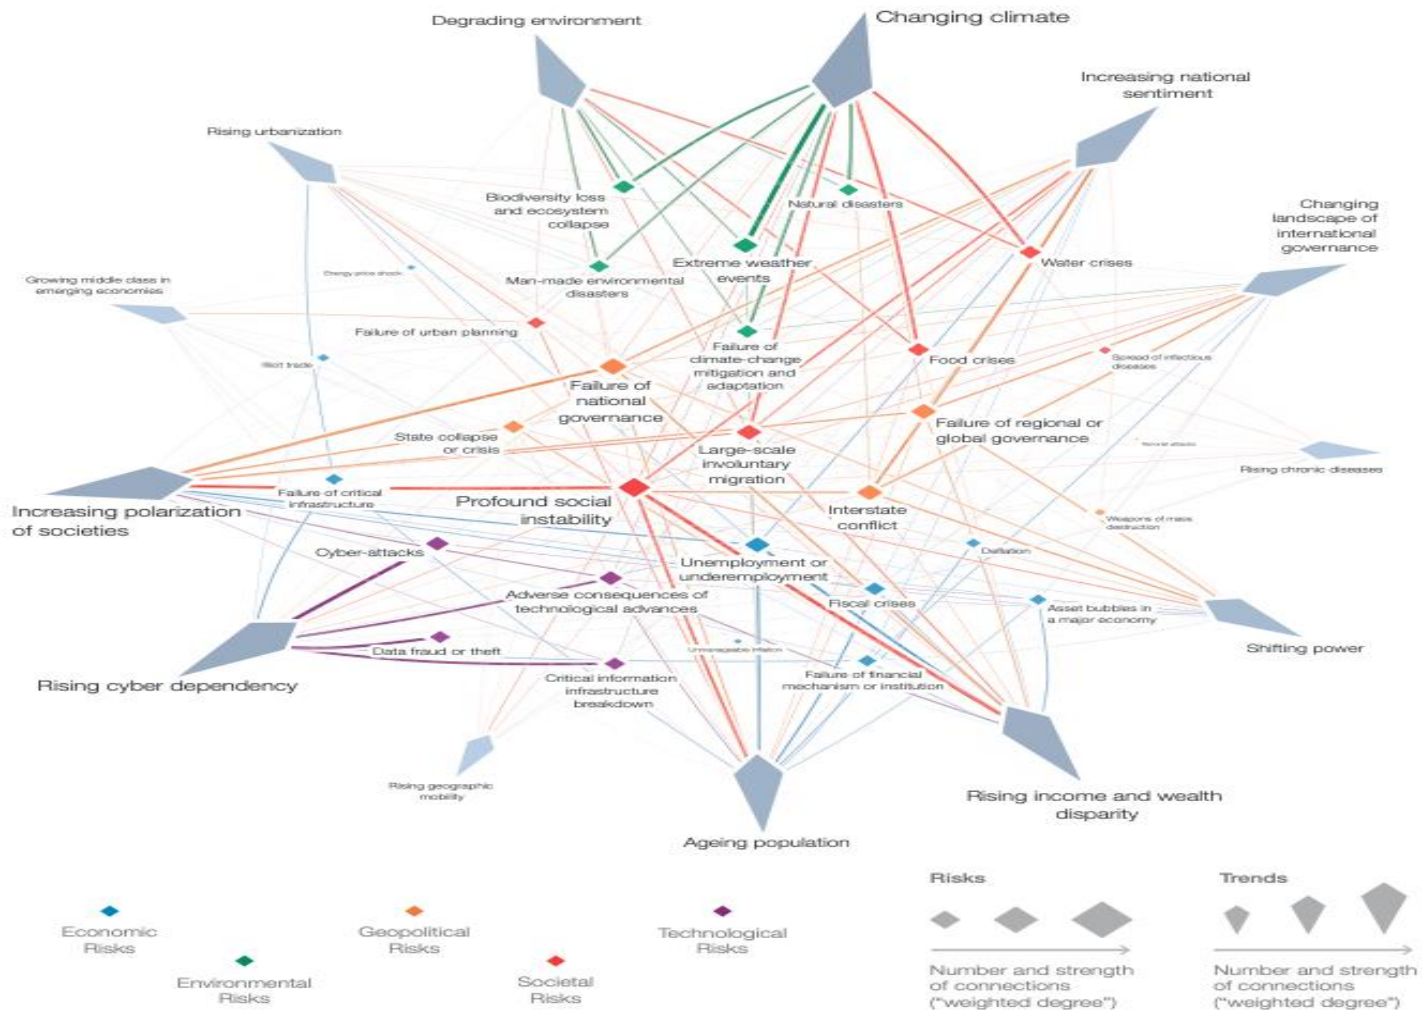 Degrading environment
Changing climate
Increasing national
sentiment
Rising urbanization
Changing
landscape of
international
governance
Biodiversity loss
and ecosystem
collapse
Natural disasters
Extreme weather
events
Water crises
Energy price shock
Man-made environmental
disasters
Growing middle class in
emerging economies
Failure of urban planning
Failure of
climate-change
mitigation and
adaptation
Food crises
Spread of infectious
diseases
Illicit trade
Failure of
national
governance
Failure of regional or
global governance
State collapse
or crisis
Large-scale
involuntary
migration
Terrorist attacks
Rising chronic diseases
Increasing polarization
of societies
Failure of critical
infrastructure
Profound social
instability
Interstate
conflict
Weapons of mass
destruction
Cyber-attacks
Unemployment or
underemployment
Deflation
Adverse consequences of
technological advances
Fiscal crises
Asset bubbles in
a major economy
Data fraud or theft
Unmanageable inflation
Shifting power
Rising cyber dependency
Critical information
infrastructure
breakdown
Failure of financial
mechanism or institution
Rising geographic
mobility
Rising income and wealth
disparity
Ageing population
Risks
Trends
Economic
Risks
Geopolitical
Risks
Technological
Risks
Environmental
Risks
Societal
Risks
Number and strength
of connections
("weighted degree")
Number and strength
of connections
("weighted degree")